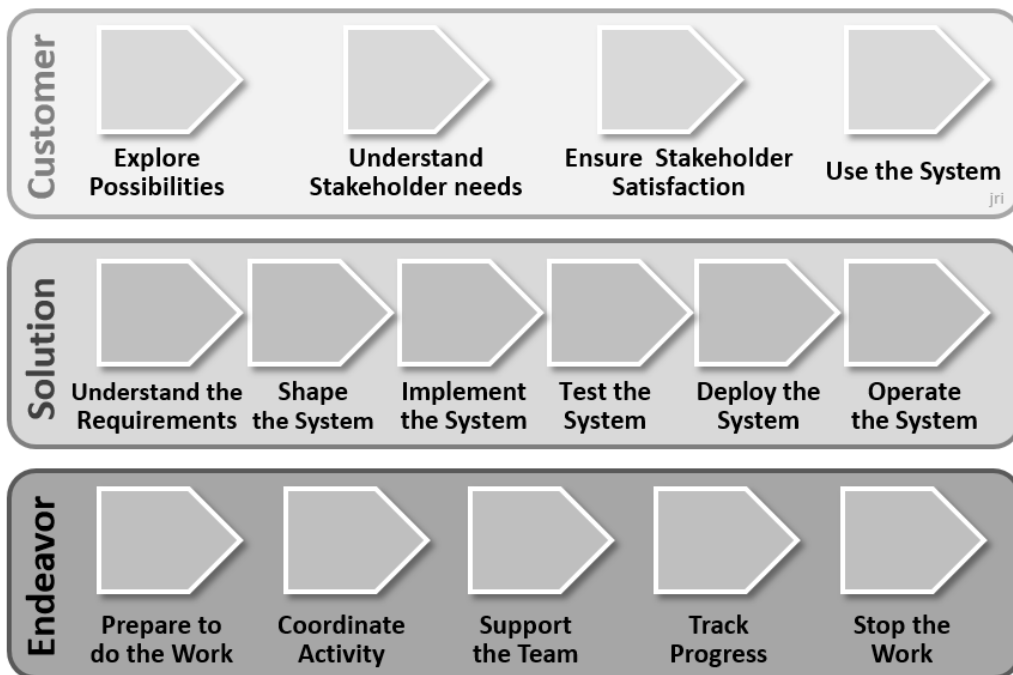 Customer
Explore
Possibilities
Understand
Stakeholder needs
Ensure Stakeholder
Satisfaction
Use the System
jri
Solution
Understand the
Requirements
Shape
the System
Implement
the System
Test the
System
Deploy the
System
Operate
the System
Endeavor
Prepare to
do the Work
Coordinate
Activity
Support
the Team
Track
Progress
Stop the
Work